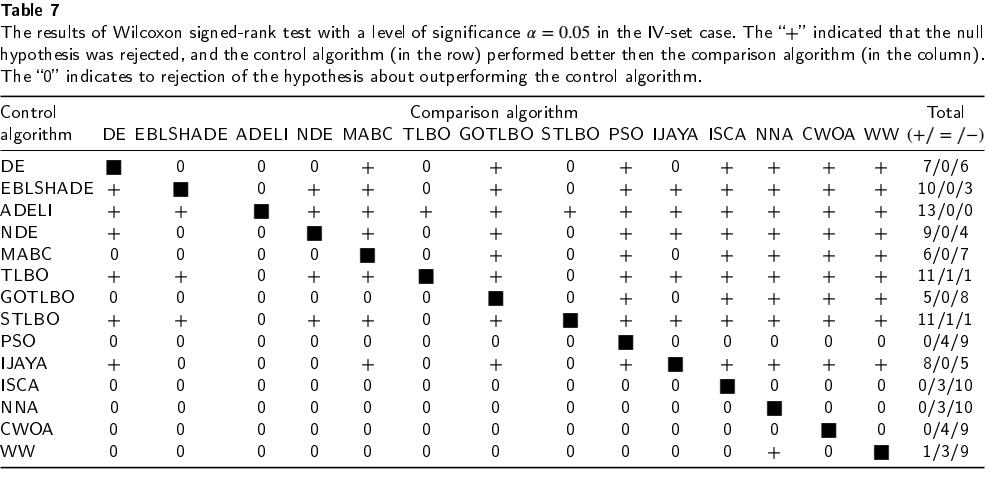 Table 7
The results of Wilcoxon signed-rank test with a level of significance α = 0.05 in the IV-set case. The “+” indicated that the null
hypothesis was rejected, and the control algorithm (in the row) performed better then the comparison algorithm (in the column).
The “0” indicates to rejection of the hypothesis about outperforming the control algorithm.
Control Comparison algorithm Total
algorithm DE EBLSHADE ADELI NDE MABC TLBO GOTLBO STLBO PSO IJAYA ISCA NNA CWOA WW (+/ = /−)
DE ■ 0 0 0 + 0 + 0 + 0 + + + + 7/0/6
EBLSHADE + ■ 0 + + 0 + 0 + + + + + + 10/0/3
ADELI + + ■ + + + + + + + + + + + 13/0/0
NDE + 0 0 ■ + 0 + 0 + + + + + + 9/0/4
MABC 0 0 0 0 ■ 0 + 0 + 0 + + + + 6/0/7
TLBO + + 0 + + ■ + 0 + + + + + + 11/1/1
GOTLBO 0 0 0 0 0 0 ■ 0 + 0 + + + + 5/0/8
STLBO + + 0 + + 0 + ■ + + + + + + 11/1/1
PSO 0 0 0 0 0 0 0 0 ■ 0 0 0 0 0 0/4/9
IJAYA + 0 0 0 + 0 + 0 + ■ + + + + 8/0/5
ISCA 0 0 0 0 0 0 0 0 0 0 ■ 0 0 0 0/3/10
NNA 0 0 0 0 0 0 0 0 0 0 0 ■ 0 0 0/3/10
CWOA 0 0 0 0 0 0 0 0 0 0 0 0 ■ 0 0/4/9
WW 0 0 0 0 0 0 0 0 0 0 0 + 0 ■ 1/3/9